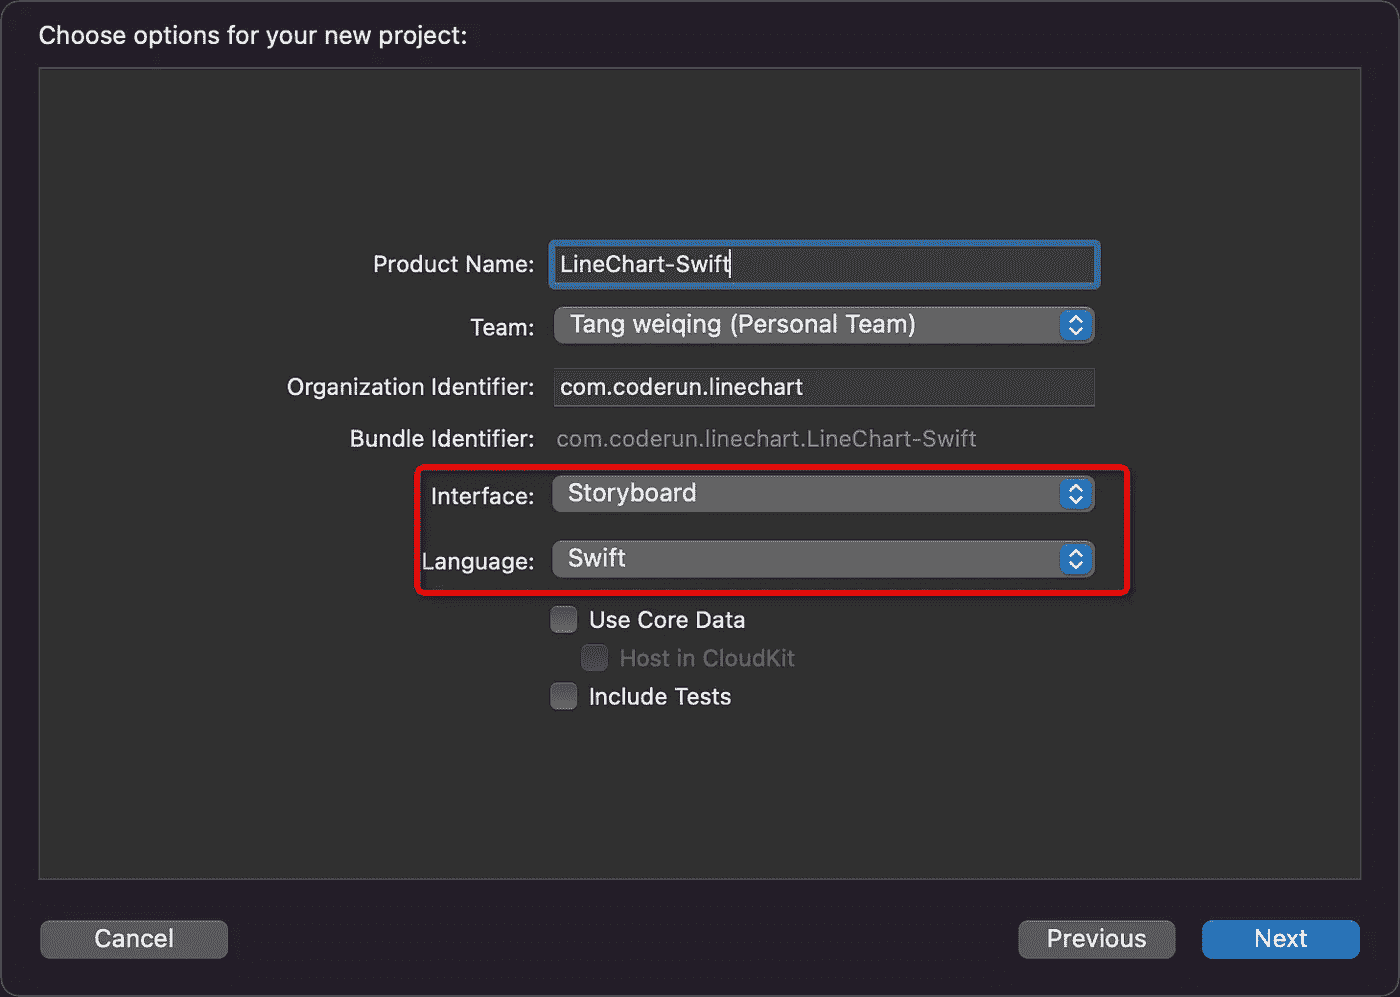 Choose options for your new project:
Product Name: LineChart-Swift
Team: Tang weiqing (Personal Team)
Organization Identifier: com.coderun.linechart
Bundle Identifier: com.coderun.linechart.LineChart-Swift
Interface: Storyboard
Language: Swift
Use Core Data
Host in CloudKit
Include Tests
Cancel Previous Next